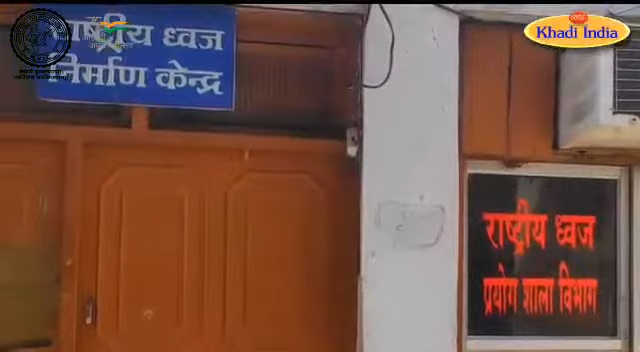 राष्ट्रीय ध्वज
निर्माण केन्द्र
Khadi India
राष्ट्रीय ध्वज
प्रयोग शाला विभाग